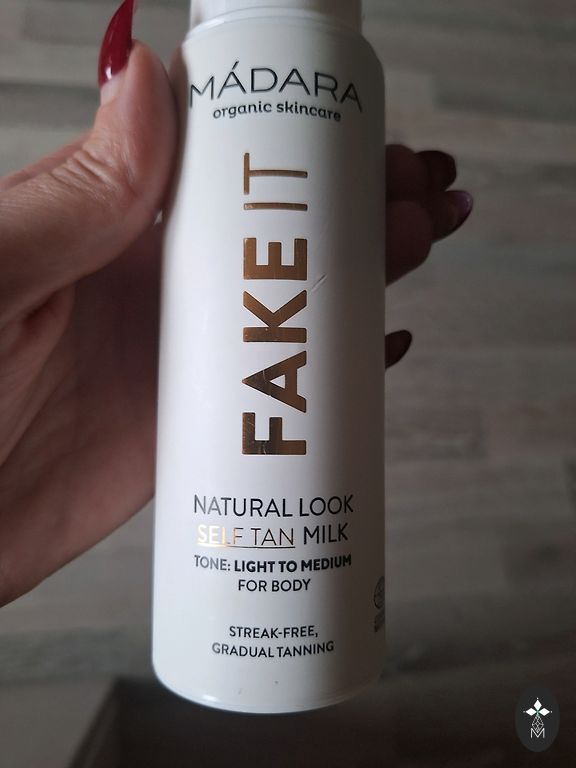 MÁDARA
organic skincare
FAKE IT
NATURAL LOOK
SELF TAN MILK
TONE: LIGHT TO MEDIUM
FOR BODY
STREAK-FREE,
GRADUAL TANNING
M